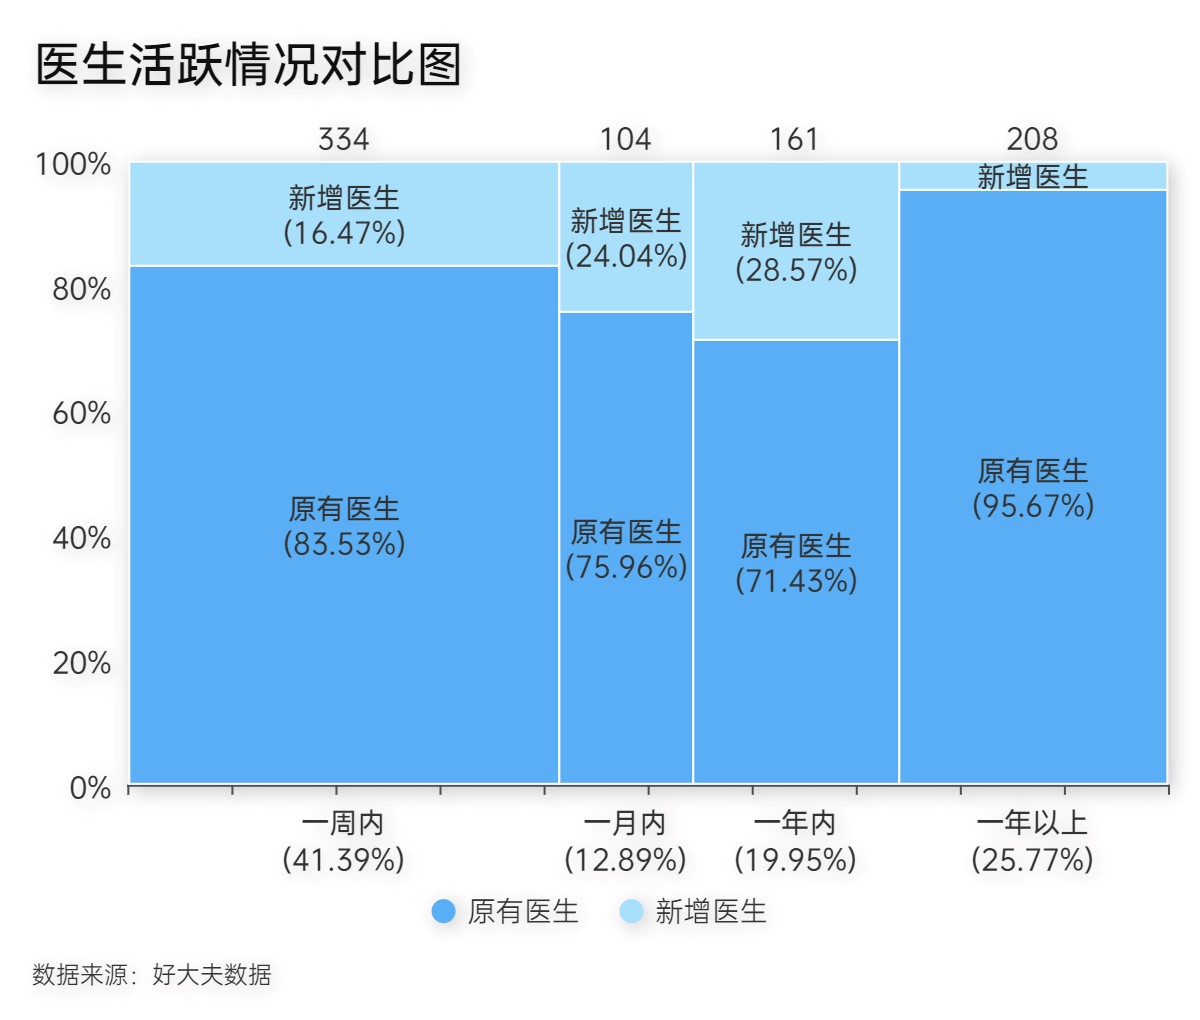 医生活跃情况对比图
334 104 161 208
100%
新增医生
(16.47%)
新增医生
(24.04%)
新增医生
(28.57%)
新增医生
80%
60%
原有医生
(83.53%)
原有医生
(75.96%)
原有医生
(71.43%)
原有医生
(95.67%)
40%
20%
0%
一周内
(41.39%)
一月内
(12.89%)
一年内
(19.95%)
一年以上
(25.77%)
原有医生 新增医生
数据来源：好大夫数据